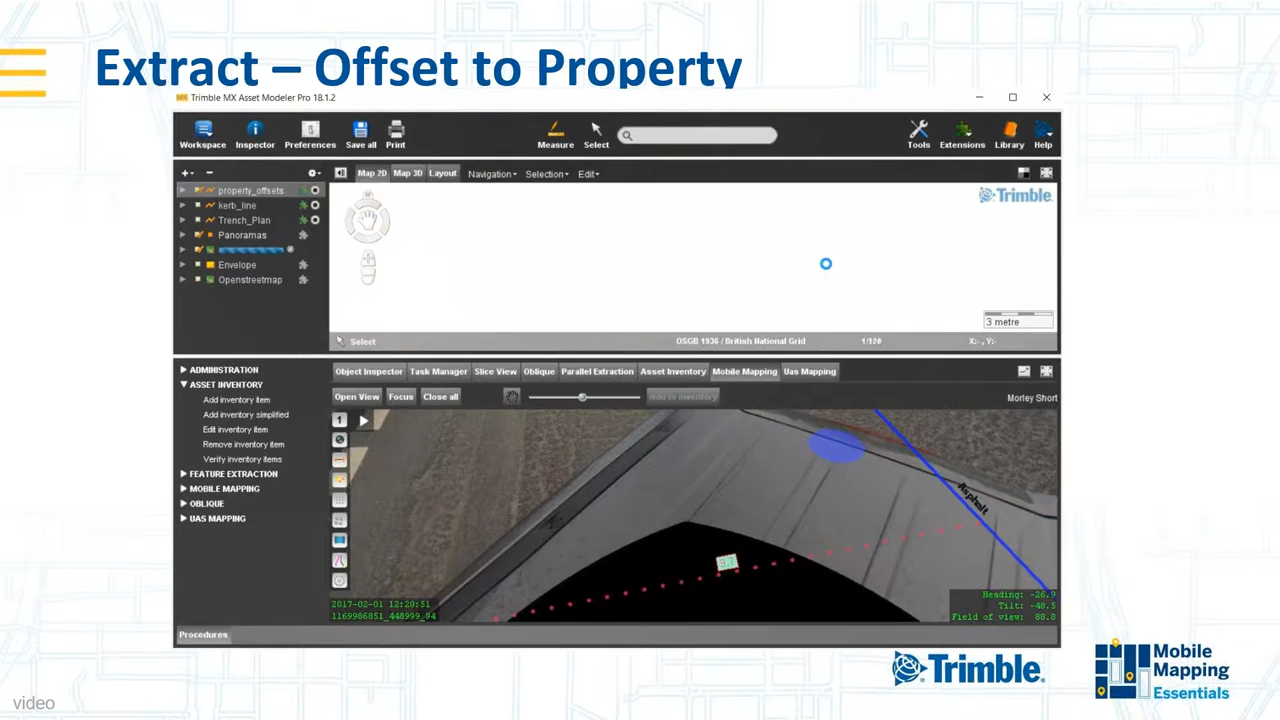 Extract – Offset to Property
Trimble MX Asset Modeler Pro 18.1.2
Workspace Inspector Preferences Save all Print Measure Select Tools Extensions Library Help
Map 2D Map 3D Layout Navigation Selection Edit
property_offsets
kerb_line
Trench_Plan
Panoramas
Envelope
Openstreetmap
Trimble
3 metre
Select OSGB 1936 / British National Grid 1/120 X:- , Y:-
ADMINISTRATION
ASSET INVENTORY
Add inventory item
Add inventory simplified
Edit inventory item
Remove inventory item
Verify inventory items
FEATURE EXTRACTION
MOBILE MAPPING
OBLIQUE
UAS MAPPING
Object Inspector Task Manager Slice View Oblique Parallel Extraction Asset Inventory Mobile Mapping Uas Mapping
Open View Focus Close all Add to inventory Morley Short
1
Asphalt
9.7
2017-02-01 12:20:51
1169986851_448999_94
Heading: -26.9
Tilt: -48.5
Field of view: 88.8
Procedures
Trimble.
Mobile
Mapping
Essentials
video